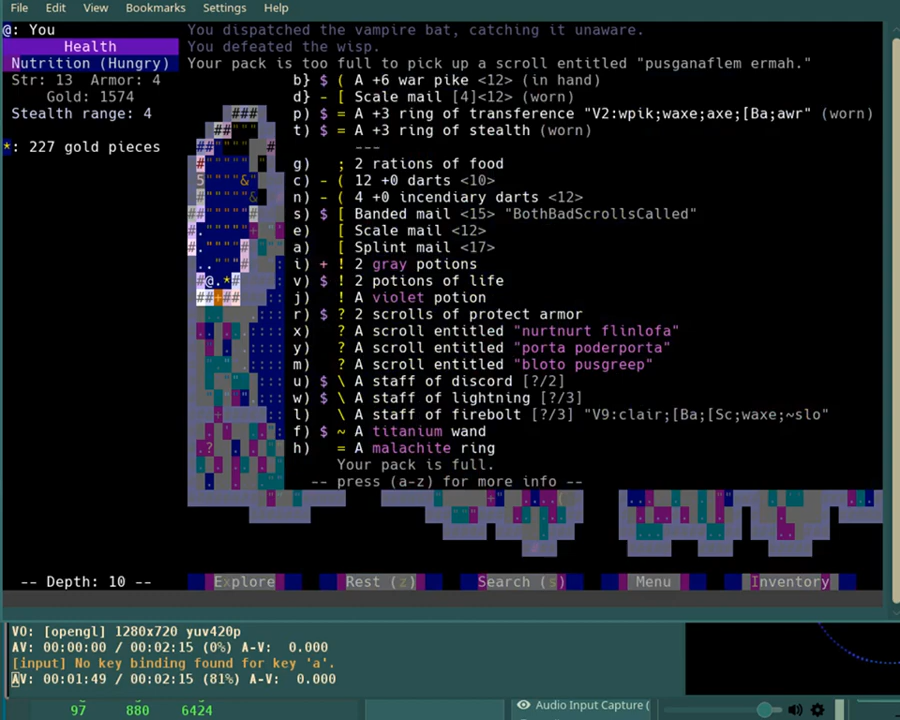 File Edit View Bookmarks Settings Help
@: You
You dispatched the vampire bat, catching it unaware.
Health
You defeated the wisp.
Nutrition (Hungry)
Your pack is too full to pick up a scroll entitled "pusganaflem ermah."
Str: 13 Armor: 4
b} $ ( A +6 war pike <12> (in hand)
Gold: 1574
d} - [ Scale mail [4]<12> (worn)
Stealth range: 4
p) $ = A +3 ring of transference "V2:wpik;waxe;axe;[Ba;awr" (worn)
t) $ = A +3 ring of stealth (worn)
*: 227 gold pieces
---
g) ; 2 rations of food
c) - ( 12 +0 darts <10>
n) - ( 4 +0 incendiary darts <12>
s) $ [ Banded mail <15> "BothBadScrollsCalled"
e) [ Scale mail <12>
a) [ Splint mail <17>
i) + ! 2 gray potions
v) $ ! 2 potions of life
j) ! A violet potion
r) $ ? 2 scrolls of protect armor
x) ? A scroll entitled "nurtnurt flinlofa"
y) ? A scroll entitled "porta poderporta"
m) ? A scroll entitled "bloto pusgreep"
u) $ \ A staff of discord [?/2]
w) $ \ A staff of lightning [?/3]
l) \ A staff of firebolt [?/3] "V9:clair;[Ba;[Sc;waxe;~slo"
f) $ ~ A titanium wand
h) = A malachite ring
Your pack is full.
-- press (a-z) for more info --
-- Depth: 10 --
Explore
Rest (z)
Search (s)
Menu
Inventory
VO: [opengl] 1280x720 yuv420p
AV: 00:00:00 / 00:02:15 (0%) A-V: 0.000
[input] No key binding found for key 'a'.
AV: 00:01:49 / 00:02:15 (81%) A-V: 0.000
97 880 6424
Audio Input Capture (